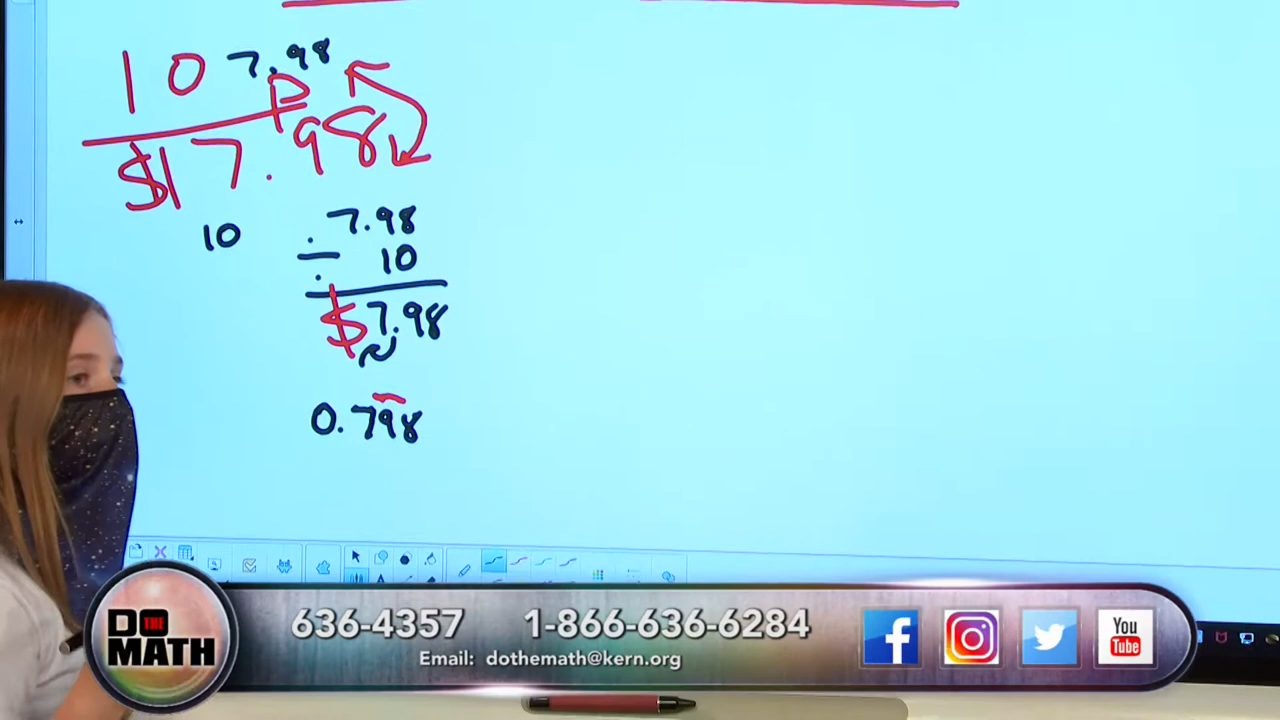 10 7.98
P
$17.98
10
÷ 7.98
10
$7.98
0.798
DO THE MATH
636-4357 1-866-636-6284
Email: dothemath@kern.org
f
You Tube